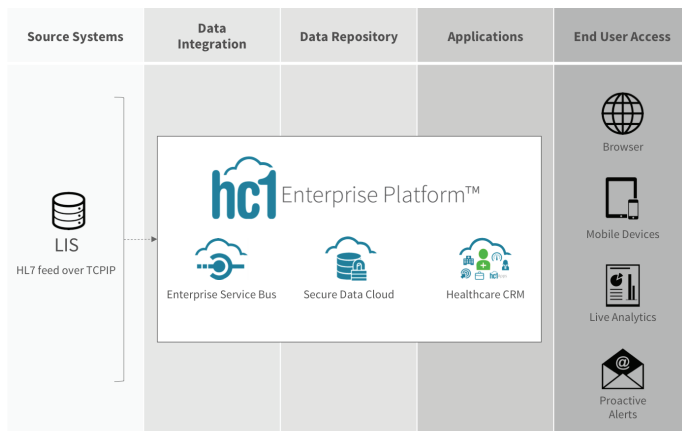 Source Systems
Data
Integration
Data Repository
Applications
End User Access
LIS
HL7 feed over TCPIP
hc1 Enterprise Platform™
Enterprise Service Bus
Secure Data Cloud
hc1
Healthcare CRM
Browser
Mobile Devices
Live Analytics
@
Proactive
Alerts